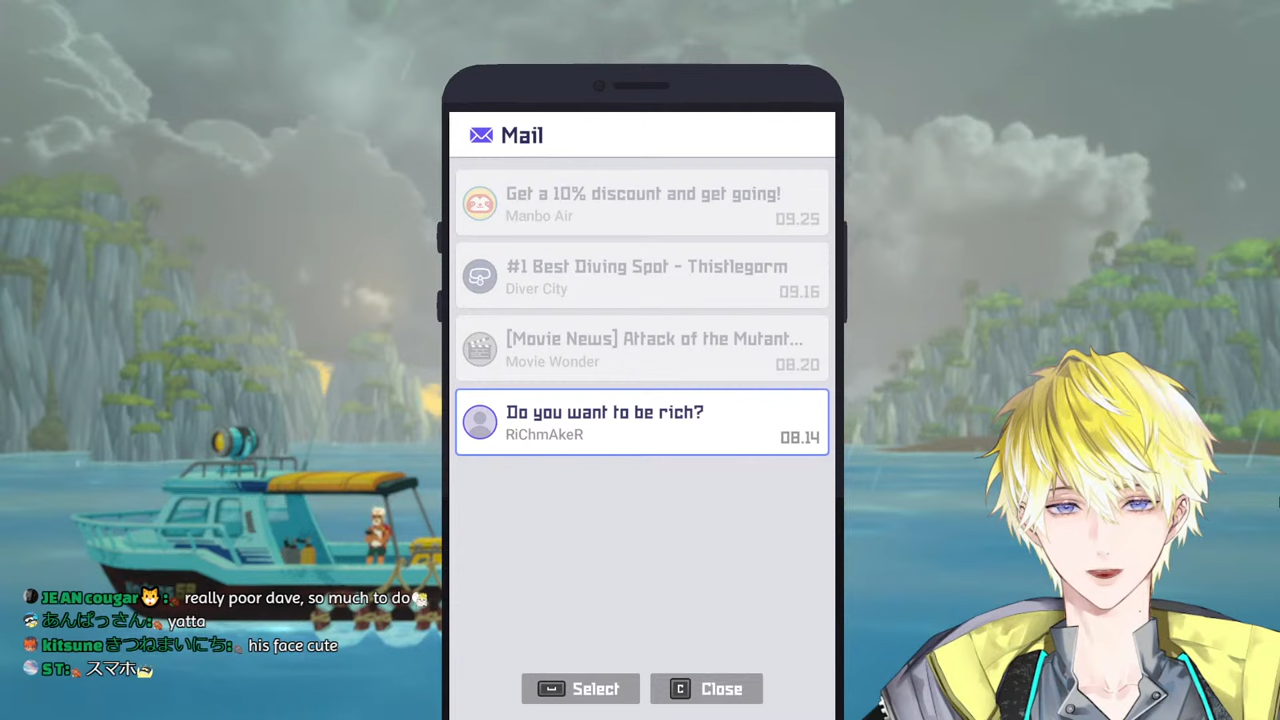 Mail
Get a 10% discount and get going!
Manbo Air
09.25
#1 Best Diving Spot - Thistlegorm
Diver City
09.16
[Movie News] Attack of the Mutant...
Movie Wonder
08.20
Do you want to be rich?
RiChmAkeR
08.14
JEAN cougar: really poor dave, so much to do
あんぱっさん: yatta
kitsune きつねまいにち: his face cute
S T: スマホ
Select
C Close